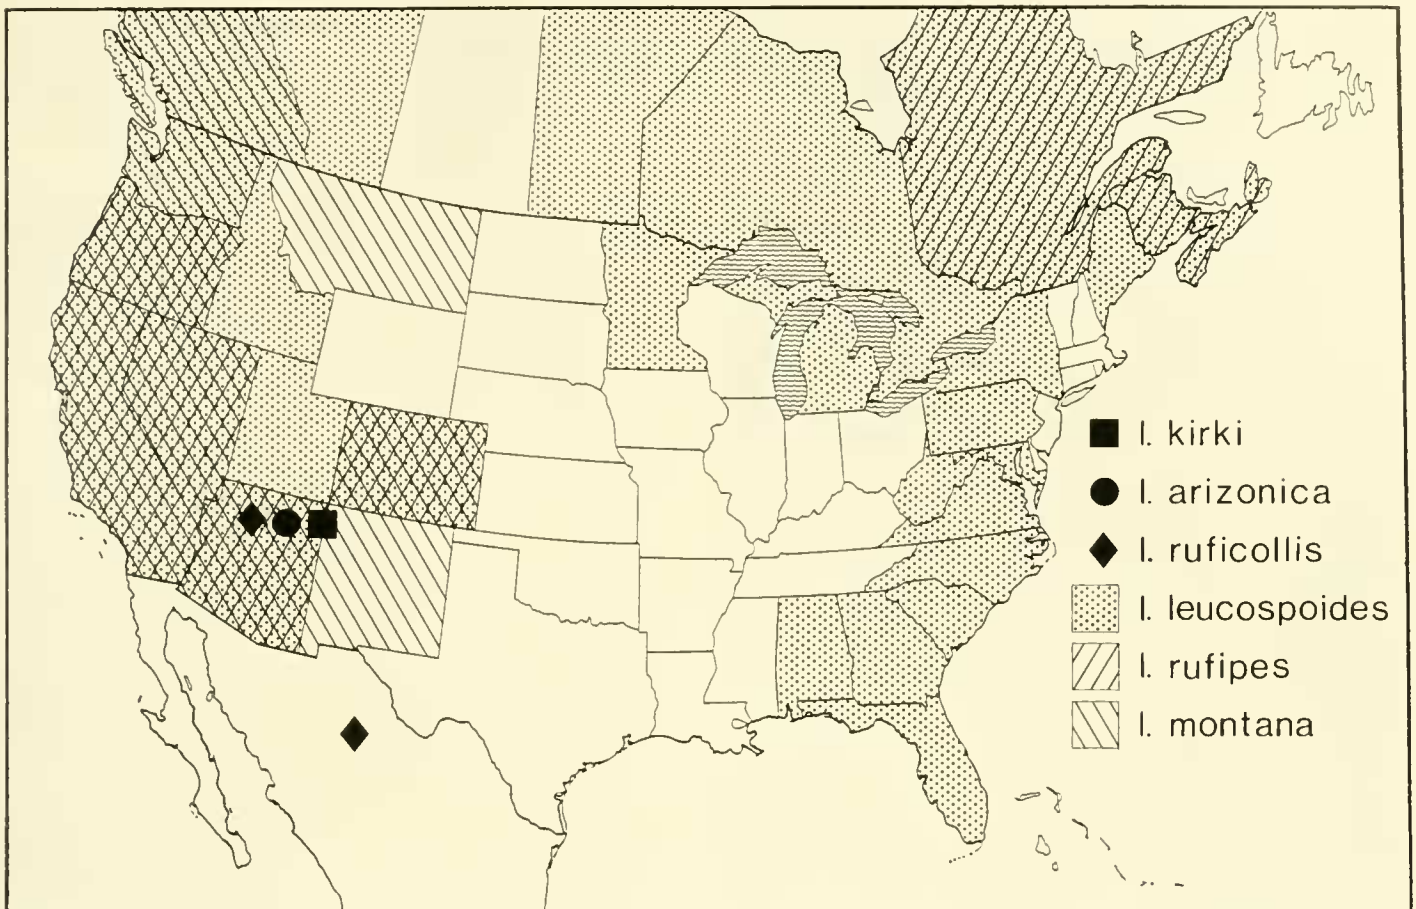 I. kirki
I. arizonica
I. ruficollis
I. leucospoides
I. rufipes
I. montana